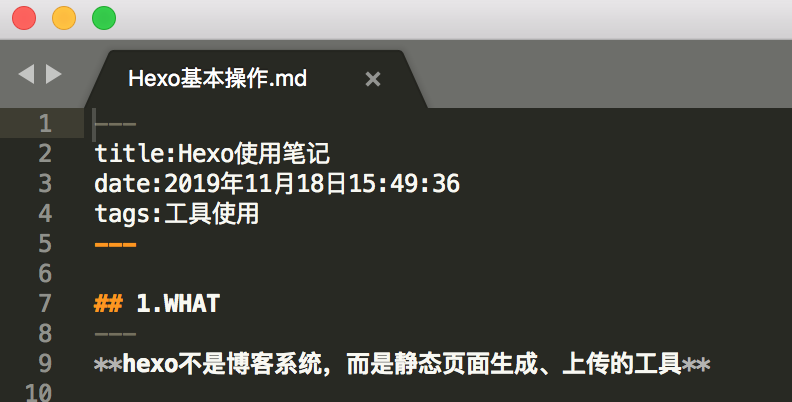 Hexo基本操作.md
1 ---
2 title:Hexo使用笔记
3 date:2019年11月18日15:49:36
4 tags:工具使用
5 ---
6
7 ## 1.WHAT
8 ---
9 **hexo不是博客系统，而是静态页面生成、上传的工具**
10